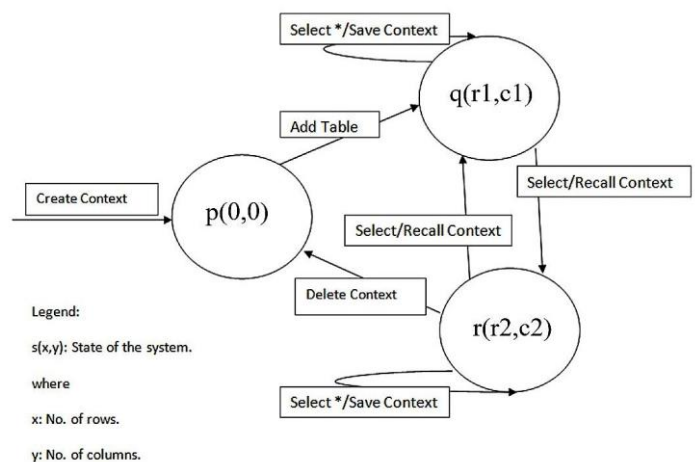 Select */Save Context
q(r1,c1)
Add Table
Select/Recall Context
Create Context
p(0,0)
Select/Recall Context
Delete Context
Legend:
r(r2,c2)
s(x,y): State of the system.
where
Select */Save Context
x: No. of rows.
y: No. of columns.